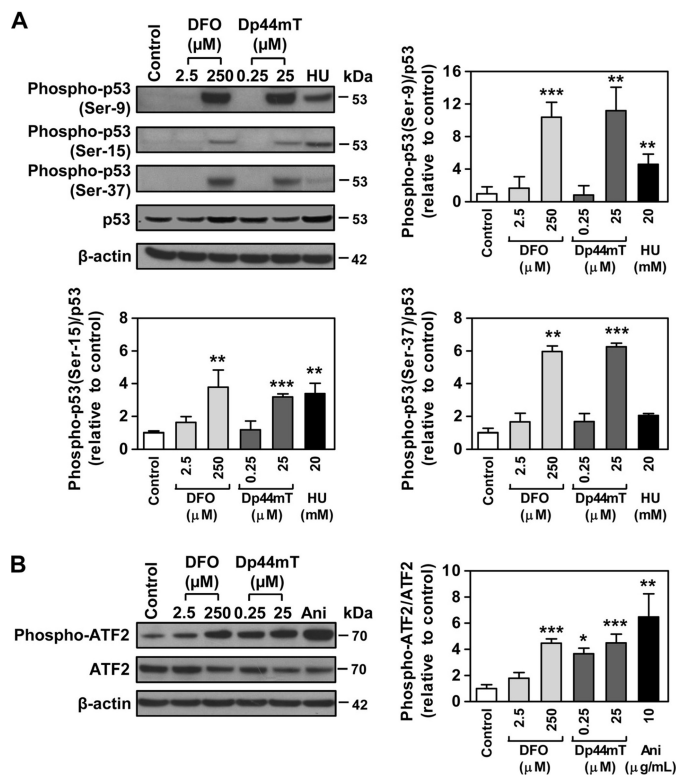 A
Control
DFO
(μM)
Dp44mT
(μM)
2.5 250 0.25 25 HU kDa
Phospho-p53
(Ser-9)
53
Phospho-p53
(Ser-15)
53
Phospho-p53
(Ser-37)
53
p53
53
β-actin
42
Phospho-p53(Ser-9)/p53
(relative to control)
16
12
8
4
0
***
**
**
Control
2.5
250
0.25
25
20
DFO
(μM)
Dp44mT
(μM)
HU
(mM)
Phospho-p53(Ser-15)/p53
(relative to control)
8
6
4
2
0
**
***
**
Control
2.5
250
0.25
25
20
DFO
(μM)
Dp44mT
(μM)
HU
(mM)
Phospho-p53(Ser-37)/p53
(relative to control)
8
6
4
2
0
**
***
Control
2.5
250
0.25
25
20
DFO
(μM)
Dp44mT
(μM)
HU
(mM)
B
Control
DFO
(μM)
Dp44mT
(μM)
2.5 250 0.25 25 Ani kDa
Phospho-ATF2
70
ATF2
70
β-actin
42
Phospho-ATF2/ATF2
(relative to control)
10
8
6
4
2
0
***
*
***
**
Control
2.5
250
0.25
25
10
DFO
(μM)
Dp44mT
(μM)
Ani
(μg/mL)